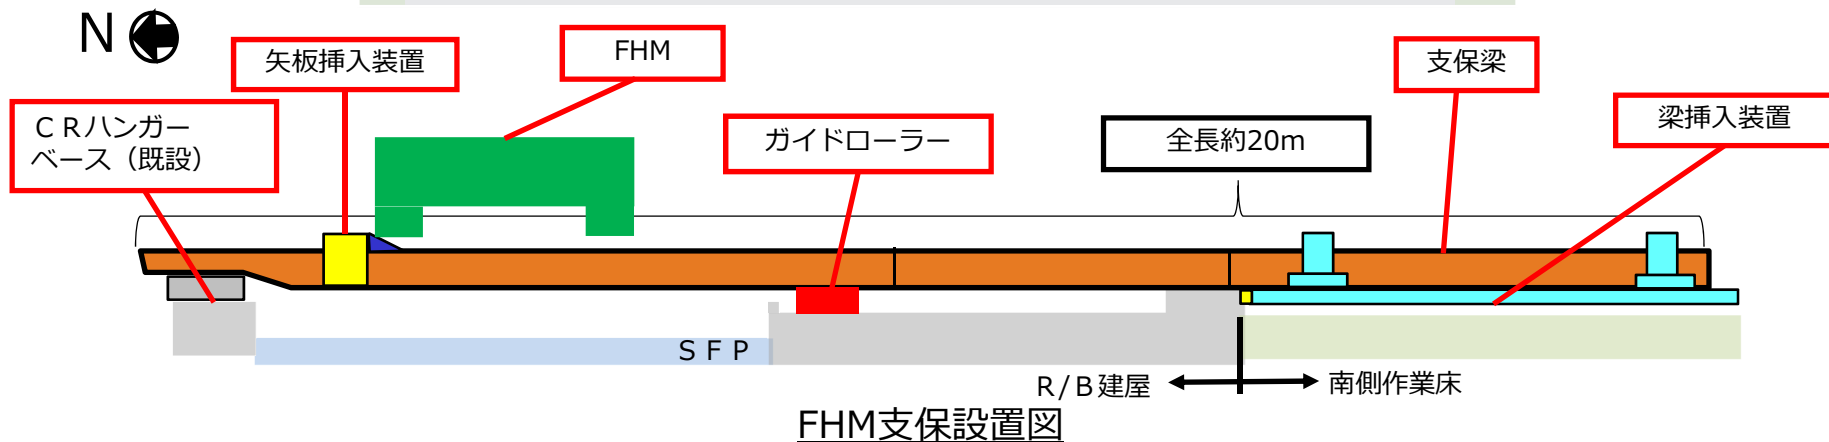 N
矢板挿入装置
FHM
支保梁
ＣＲハンガー
ベース（既設）
ガイドローラー
全長約20m
梁挿入装置
ＳＦＰ
R/B建屋
南側作業床
FHM支保設置図